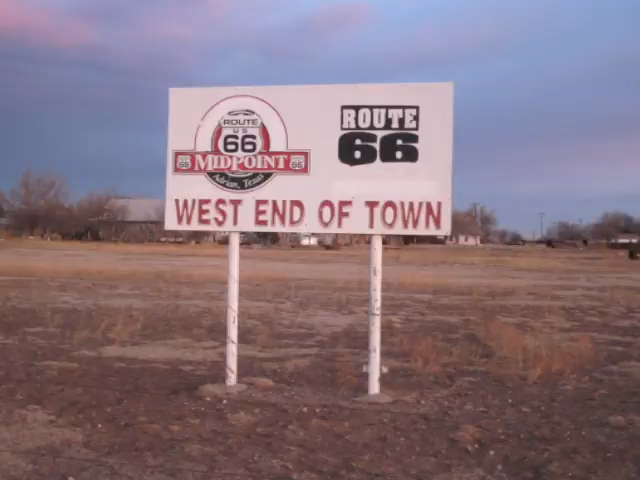 ROUTE
US
66
66 MIDPOINT 66
Adrian, Texas
ROUTE
66
WEST END OF TOWN